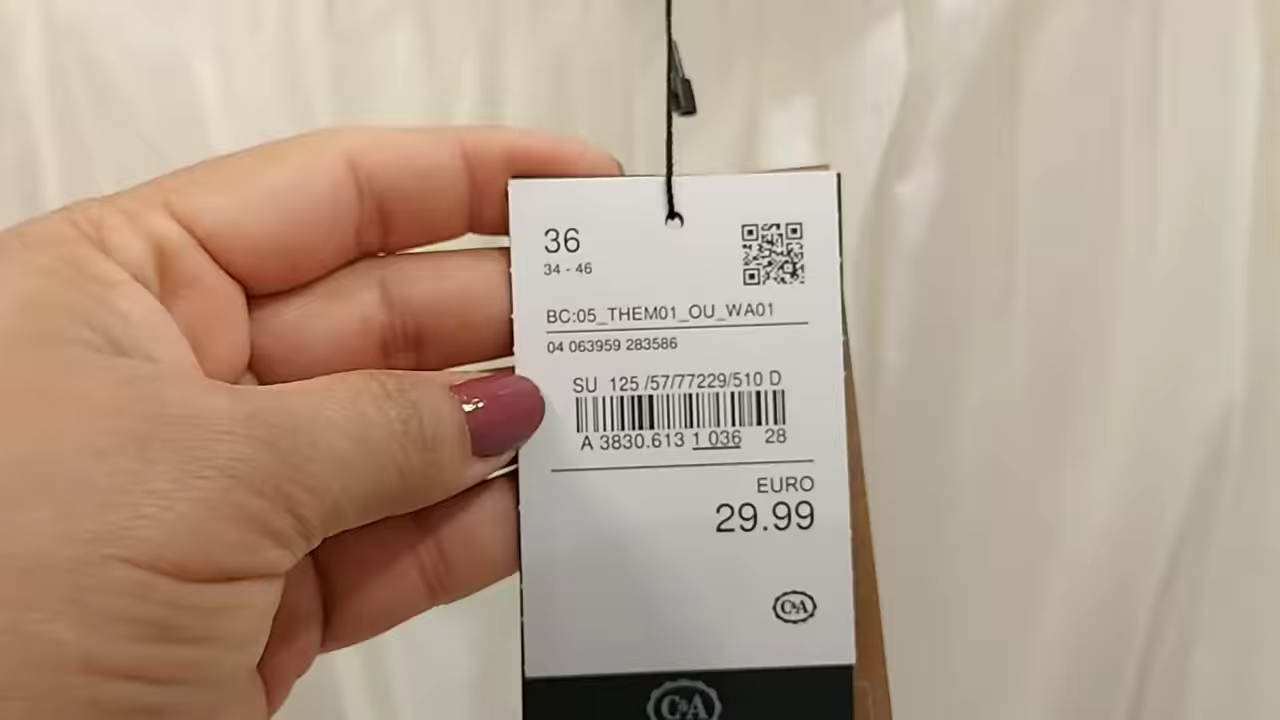 36
34 - 46
BC:05_THEM01_OU_WA01
04 063959 283586
SU 125 /57/77229/510 D
A 3830.613 1 036 28
EURO
29.99
C&A
C&A